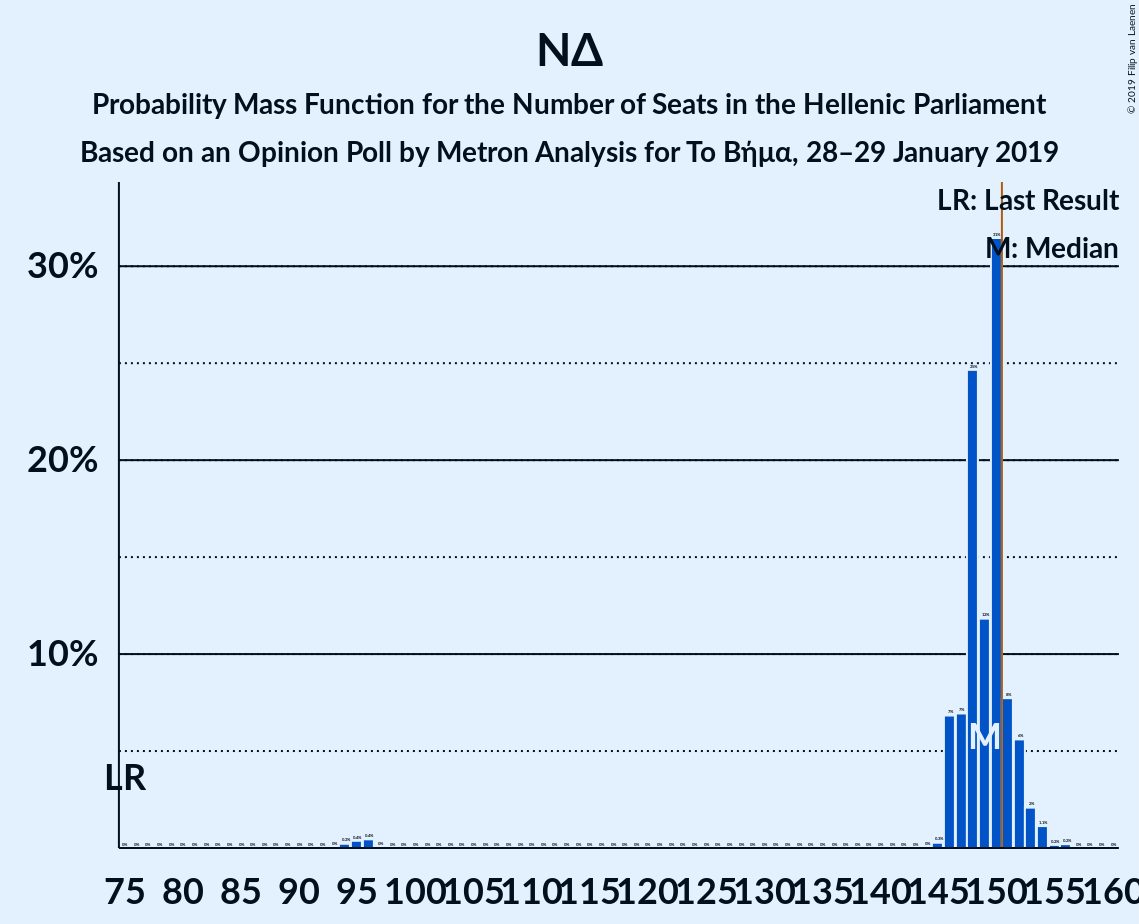 ΝΔ
Probability Mass Function for the Number of Seats in the Hellenic Parliament
Based on an Opinion Poll by Metron Analysis for Το Βήμα, 28–29 January 2019
© 2019 Filip van Laenen
LR: Last Result
M: Median
30%
20%
10%
LR
M
75 80 85 90 95 100 105 110 115 120 125 130 135 140 145 150 155 160